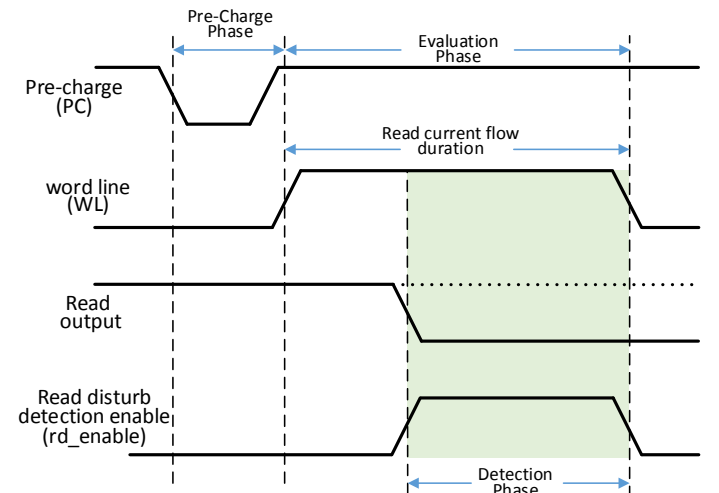 Pre-Charge
Phase
Evaluation
Phase
Pre-charge
(PC)
Read current flow
duration
word line
(WL)
Read
output
Read disturb
detection enable
(rd_enable)
Detection
Phase